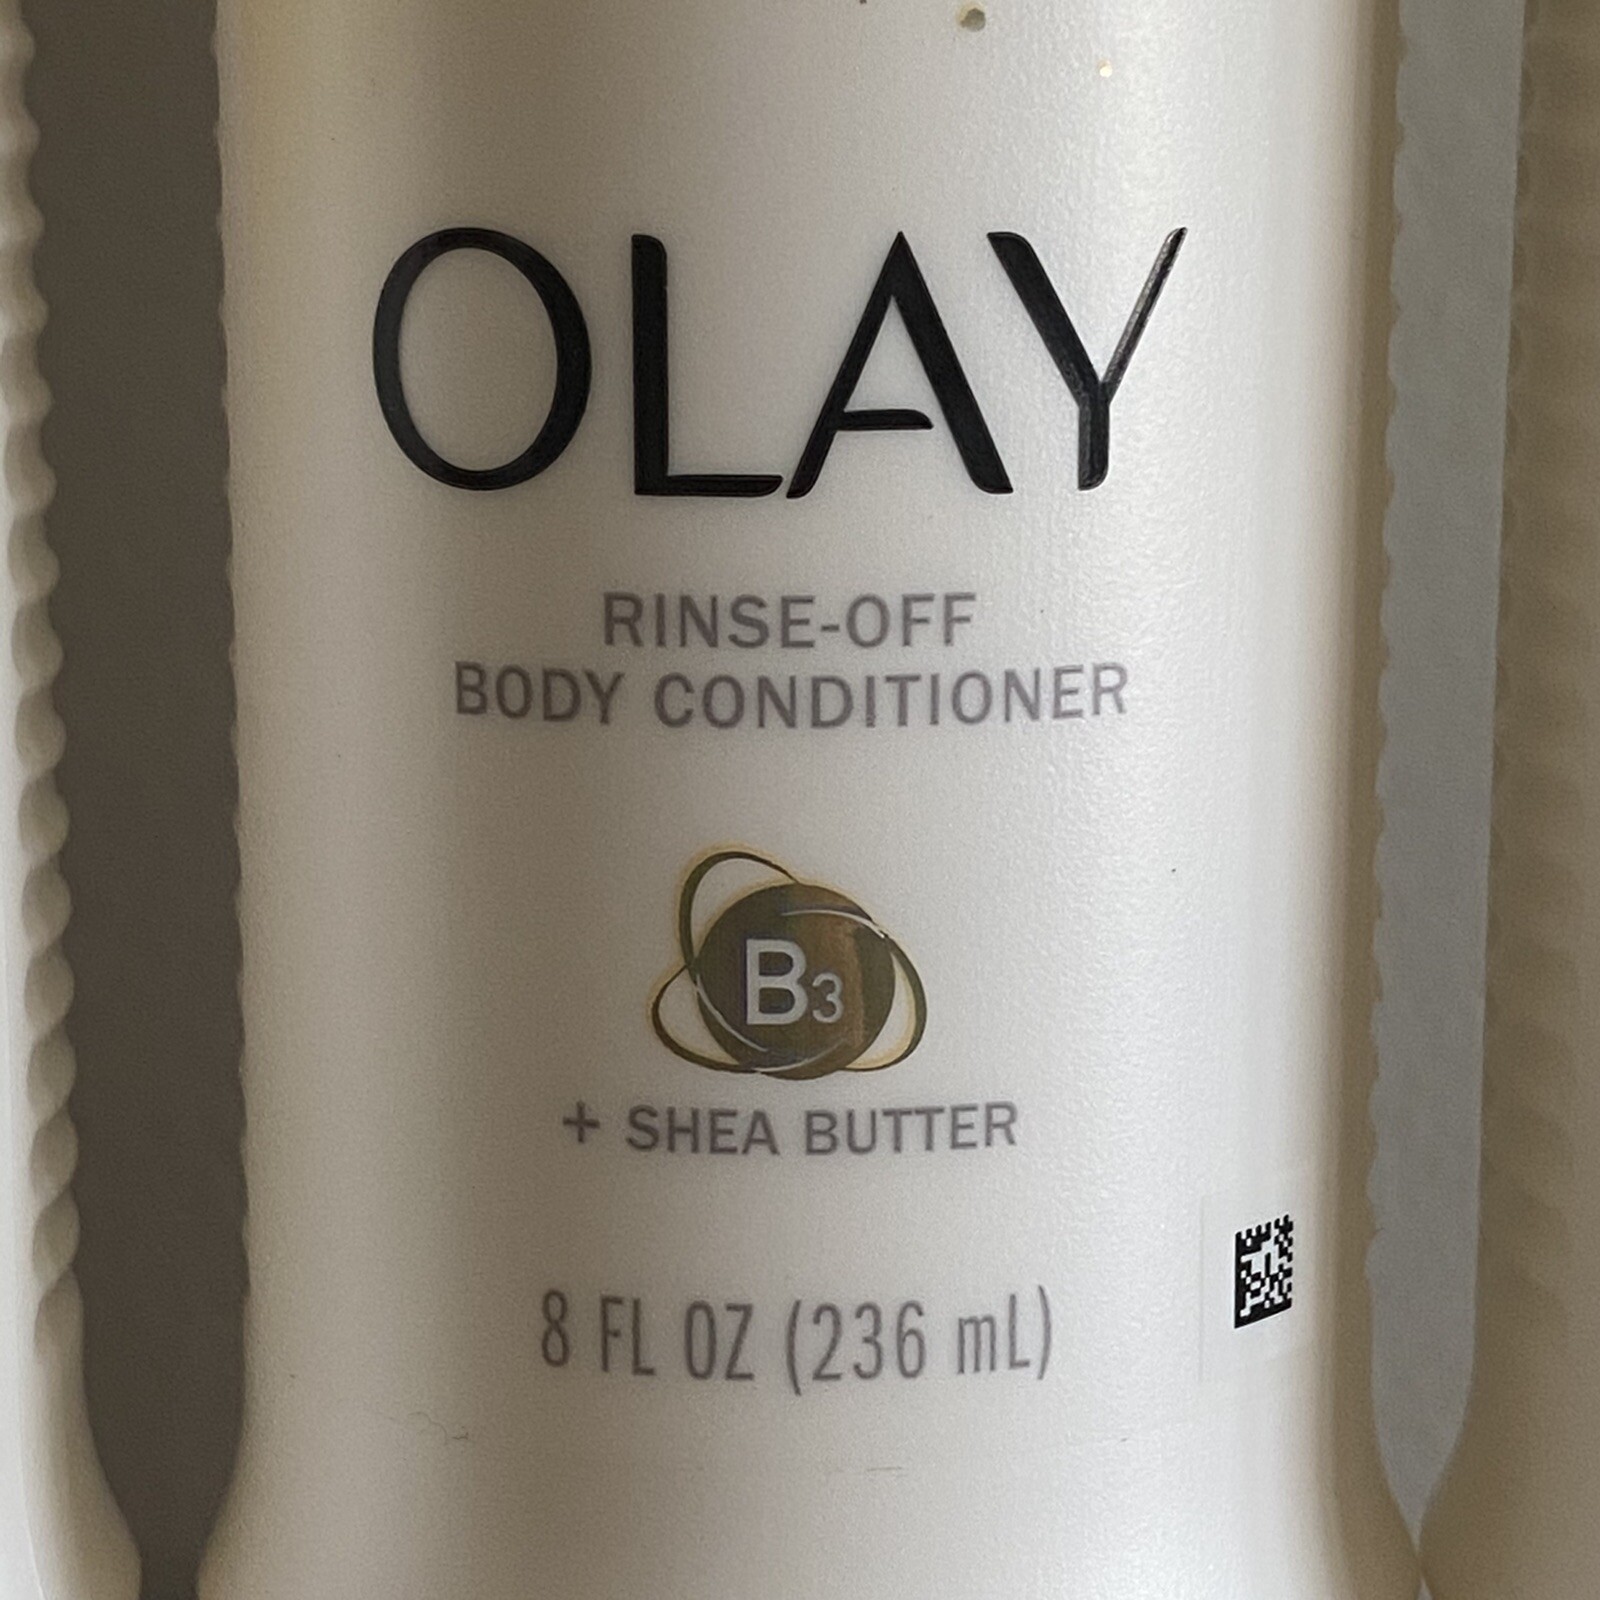 OLAY
RINSE-OFF
BODY CONDITIONER
B3
+ SHEA BUTTER
8 FL OZ (236 mL)